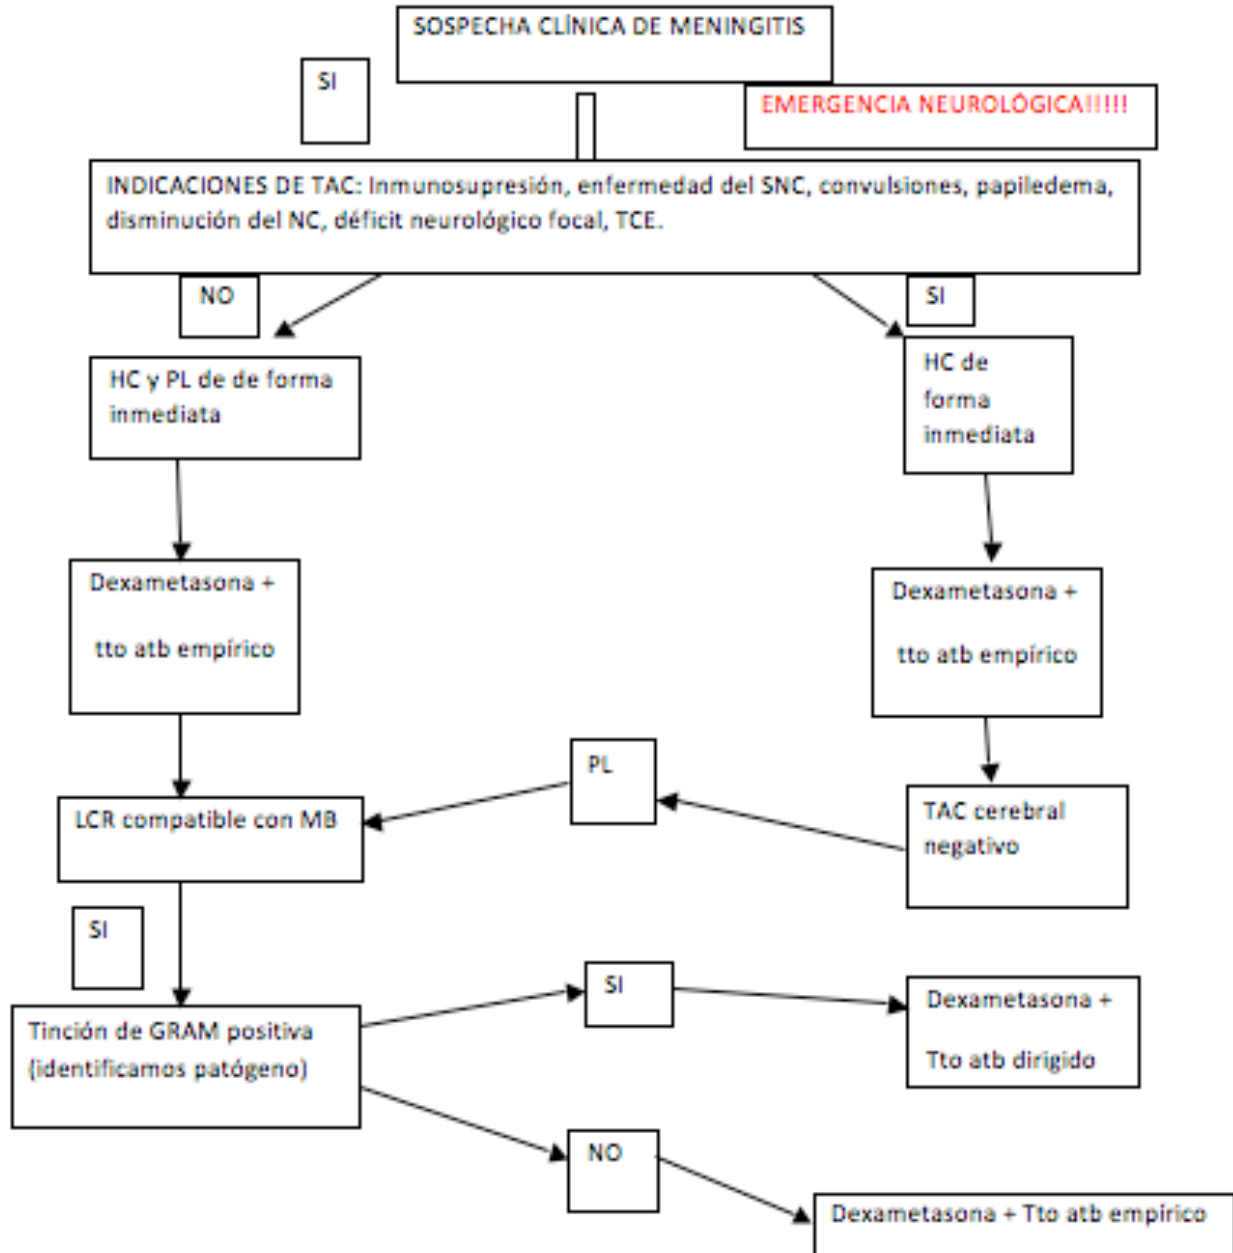 SOSPECHA CLÍNICA DE MENINGITIS
SI
EMERGENCIA NEUROLÓGICA!!!!!
INDICACIONES DE TAC: Inmunosupresión, enfermedad del SNC, convulsiones, papiledema,
disminución del NC, déficit neurológico focal, TCE.
NO
SI
HC y PL de de forma
inmediata
HC de
forma
inmediata
Dexametasona +
tto atb empírico
Dexametasona +
tto atb empírico
PL
LCR compatible con MB
TAC cerebral
negativo
SI
Tinción de GRAM positiva
(identificamos patógeno)
SI
Dexametasona +
Tto atb dirigido
NO
Dexametasona + Tto atb empírico